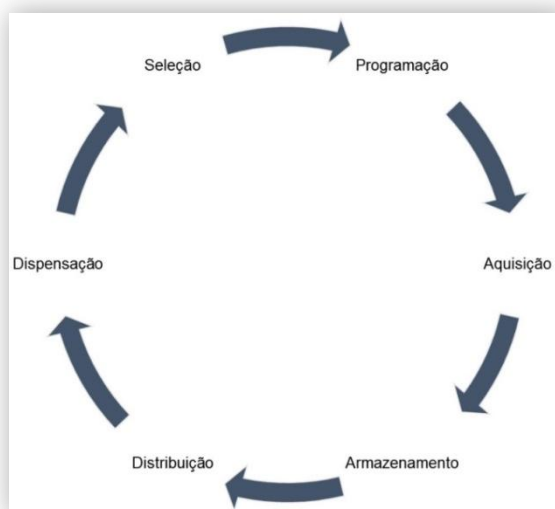 Seleção
Programação
Dispensação
Aquisição
Distribuição
Armazenamento